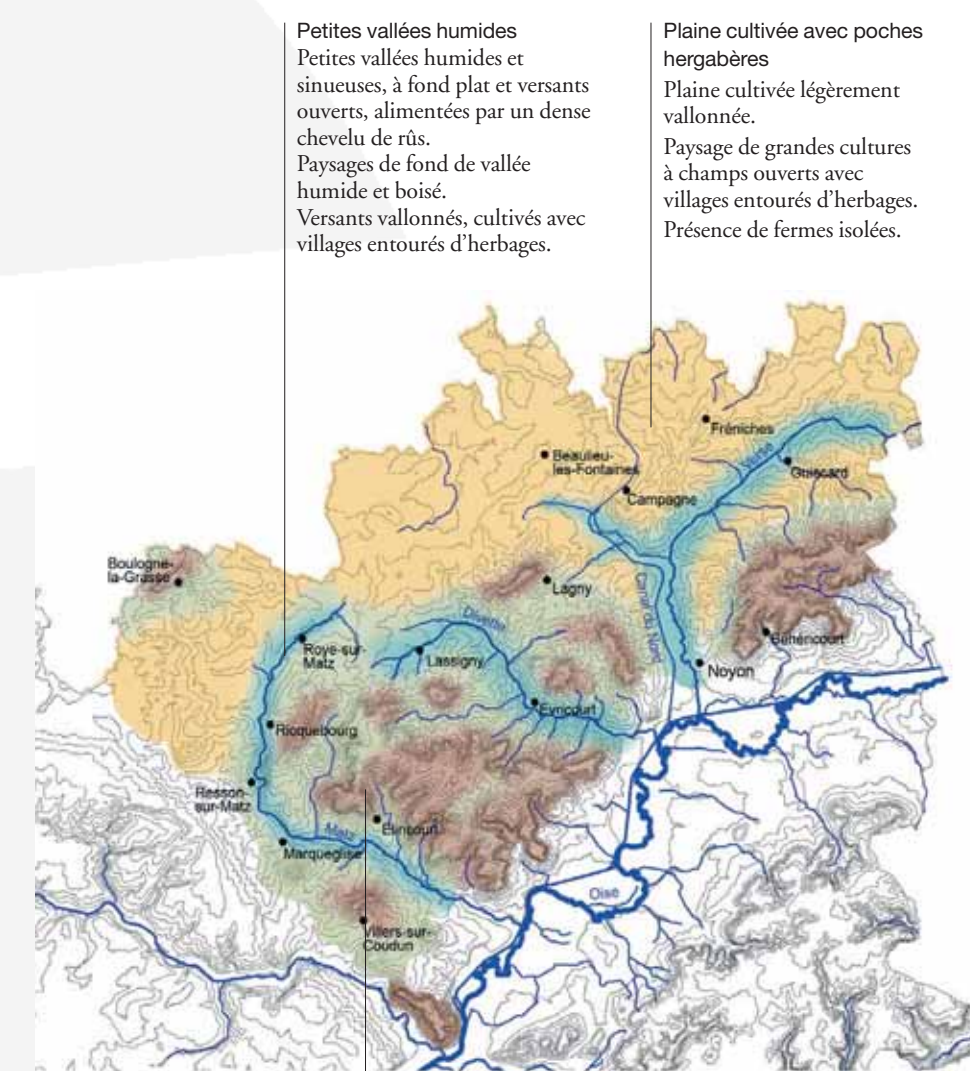 Petites vallées humides
Petites vallées humides et
sinueuses, à fond plat et versants
ouverts, alimentées par un dense
chevelu de rûs.
Paysages de fond de vallée
humide et boisé.
Versants vallonnés, cultivés avec
villages entourés d’herbages.
Plaine cultivée avec poches
hergabères
Plaine cultivée légèrement
vallonnée.
Paysage de grandes cultures
à champs ouverts avec
villages entourés d’herbages.
Présence de fermes isolées.
Fréniches
Verse
Beaulieu-
les-Fontaines
Guiscard
Campagne
Boulogne-
la-Grasse
Lagny
Canal du Nord
Divette
Béhéricourt
Roye-sur-
Matz
Lassigny
Noyon
Evricourt
Ricquebourg
Resson-
sur-Matz
Elincourt
Matz
Marqueglise
Oise
Villers-sur-
Coudun